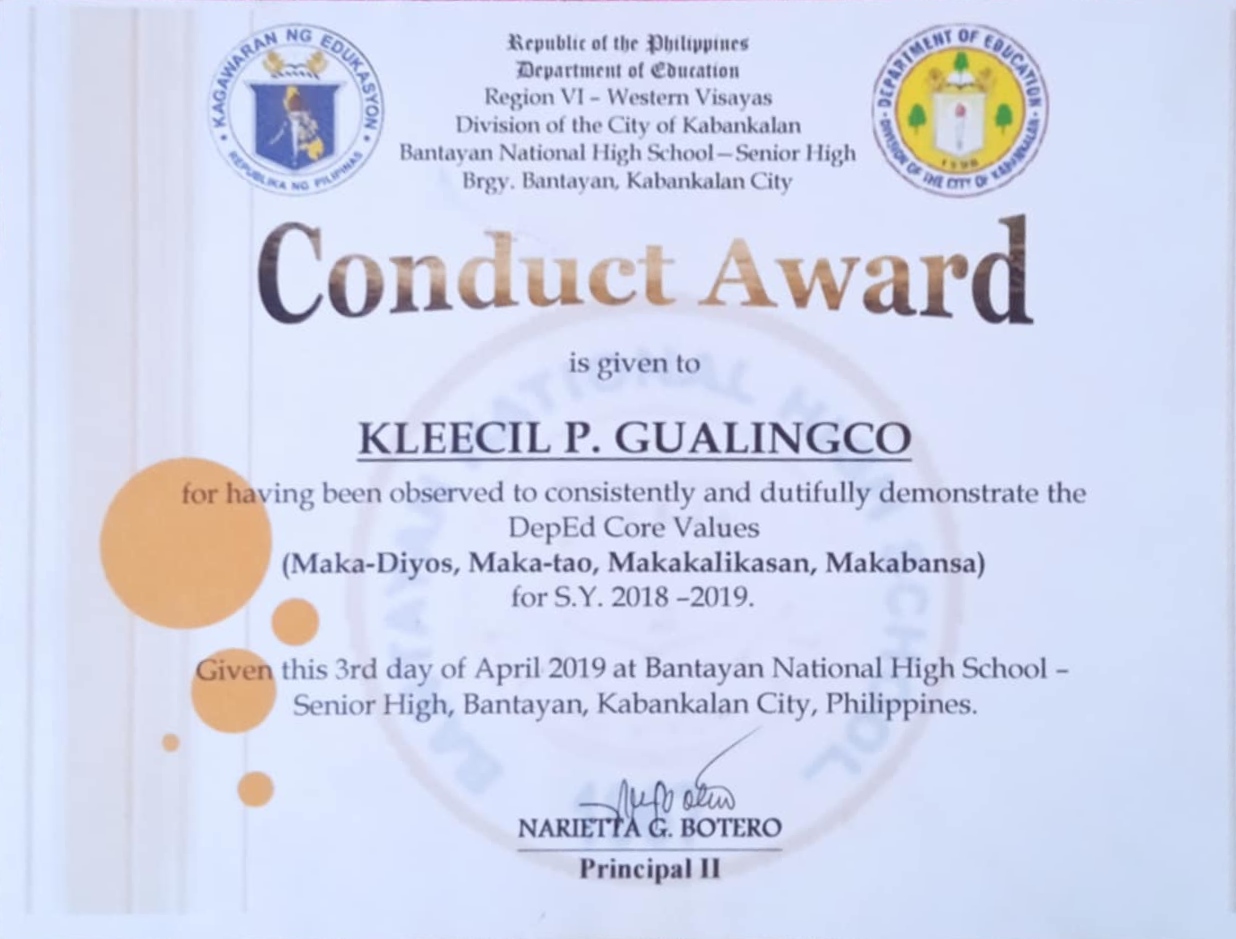 Republic of the Philippines
Department of Education
Region VI – Western Visayas
Division of the City of Kabankalan
Bantayan National High School—Senior High
Brgy. Bantayan, Kabankalan City
KAGAWARAN NG EDUKASYON
REPUBLIKA NG PILIPINAS
DEPARTMENT OF EDUCATION
DIVISION OF THE CITY OF KABANKALAN
Conduct Award
is given to
KLEECIL P. GUALINGCO
for having been observed to consistently and dutifully demonstrate the
DepEd Core Values
(Maka-Diyos, Maka-tao, Makakalikasan, Makabansa)
for S.Y. 2018 –2019.
Given this 3rd day of April 2019 at Bantayan National High School –
Senior High, Bantayan, Kabankalan City, Philippines.
NARIETTA G. BOTERO
Principal II
BANTAYAN NATIONAL HIGH SCHOOL